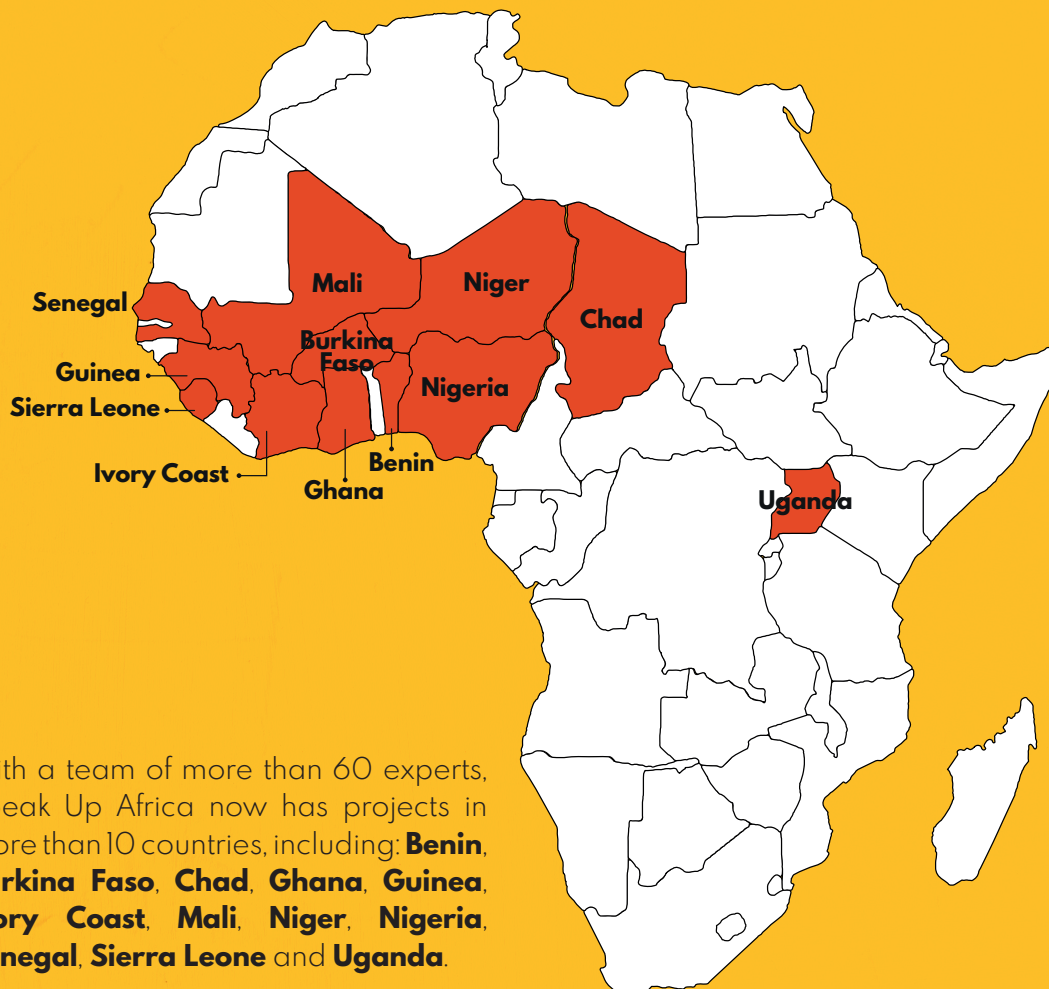 Mali
Niger
Senegal
Chad
Burkina
Faso
Guinea
Nigeria
Sierra Leone
Benin
Ivory Coast
Ghana
Uganda
ith a team of more than 60 experts,
eak Up Africa now has projects in
ore than 10 countries, including: Benin,
rkina Faso, Chad, Ghana, Guinea,
ory Coast, Mali, Niger, Nigeria,
negal, Sierra Leone and Uganda.